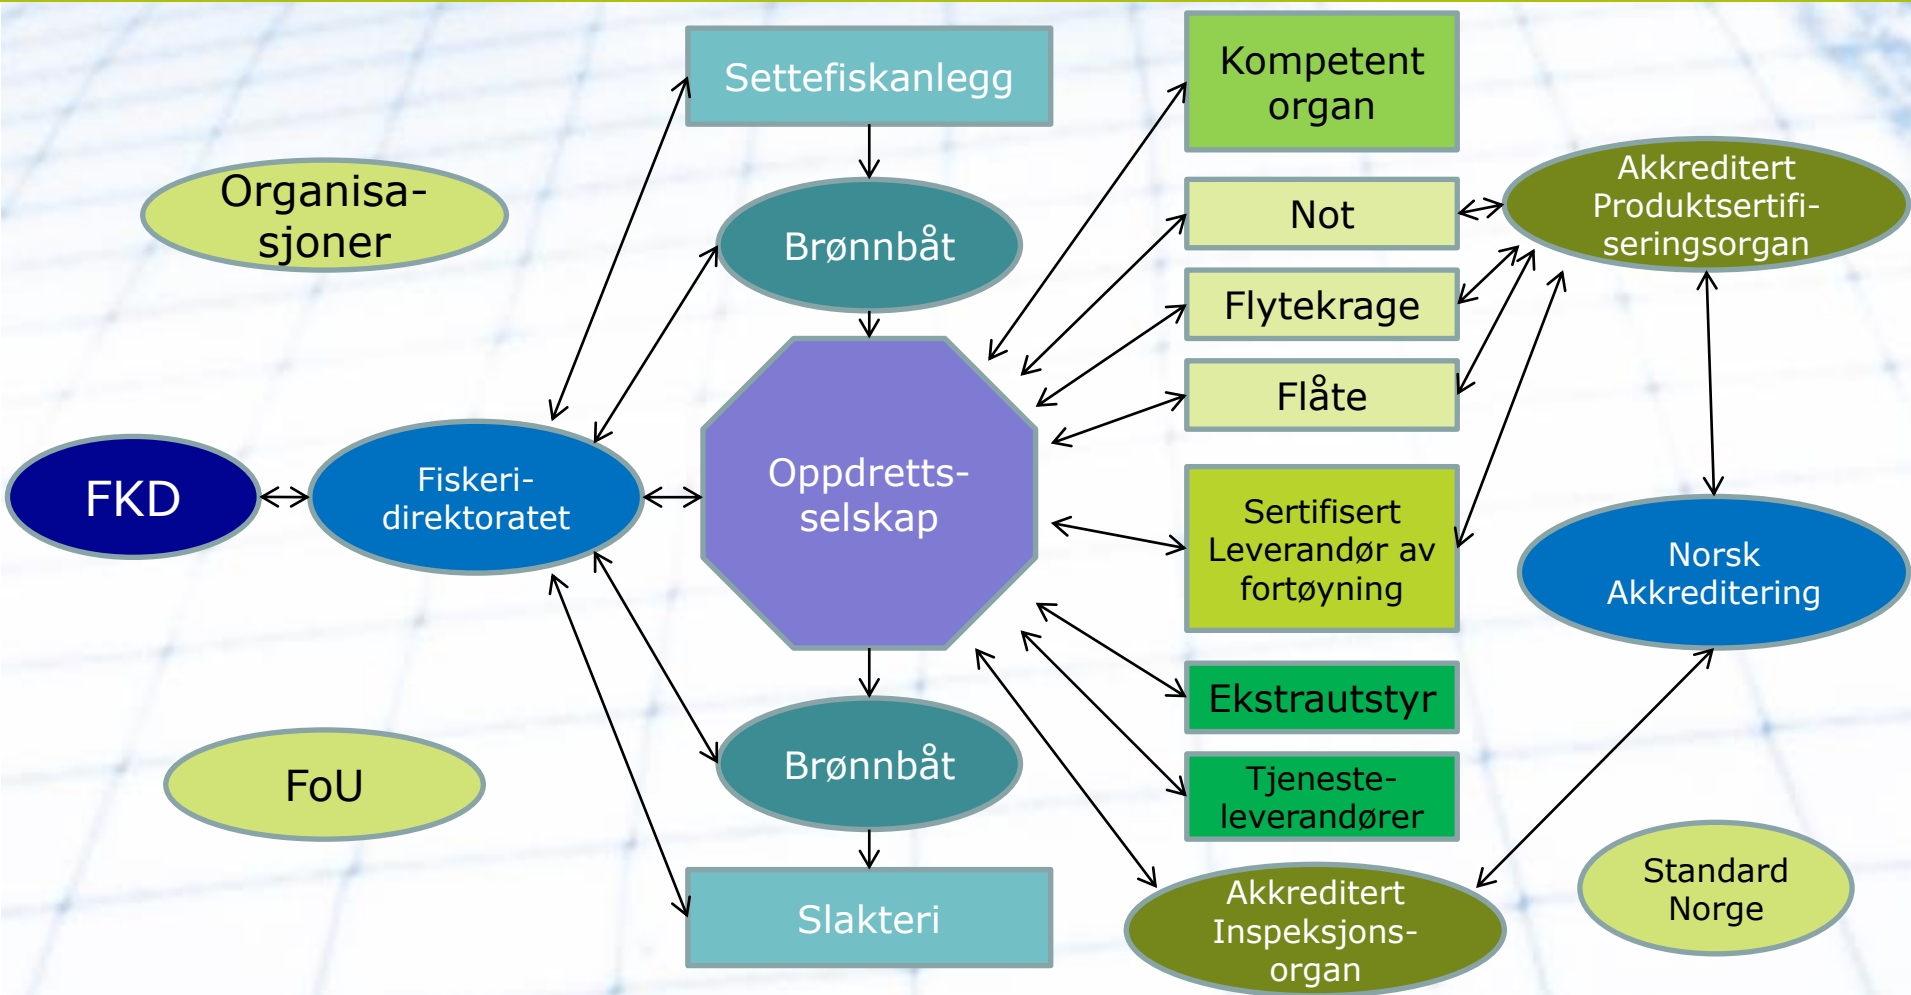 Settefiskanlegg
Kompetent
organ
Organisa-
sjoner
Brønnbåt
Not
Akkreditert
Produktsertifi-
seringsorgan
Flytekrage
Flåte
FKD
Fiskeri-
direktoratet
Oppdretts-
selskap
Sertifisert
Leverandør av
fortøyning
Norsk
Akkreditering
Ekstrautstyr
FoU
Brønnbåt
Tjeneste-
leverandører
Slakteri
Akkreditert
Inspeksjons-
organ
Standard
Norge